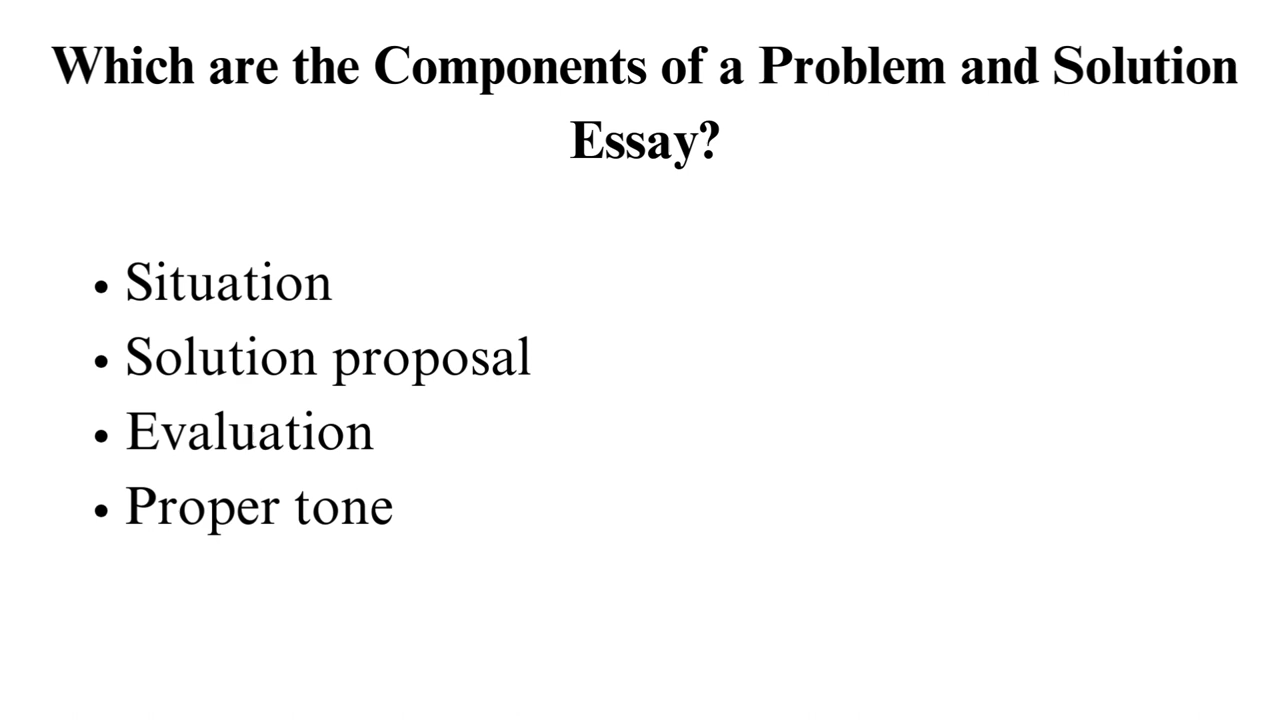 Which are the Components of a Problem and Solution
Essay?
• Situation
• Solution proposal
• Evaluation
• Proper tone